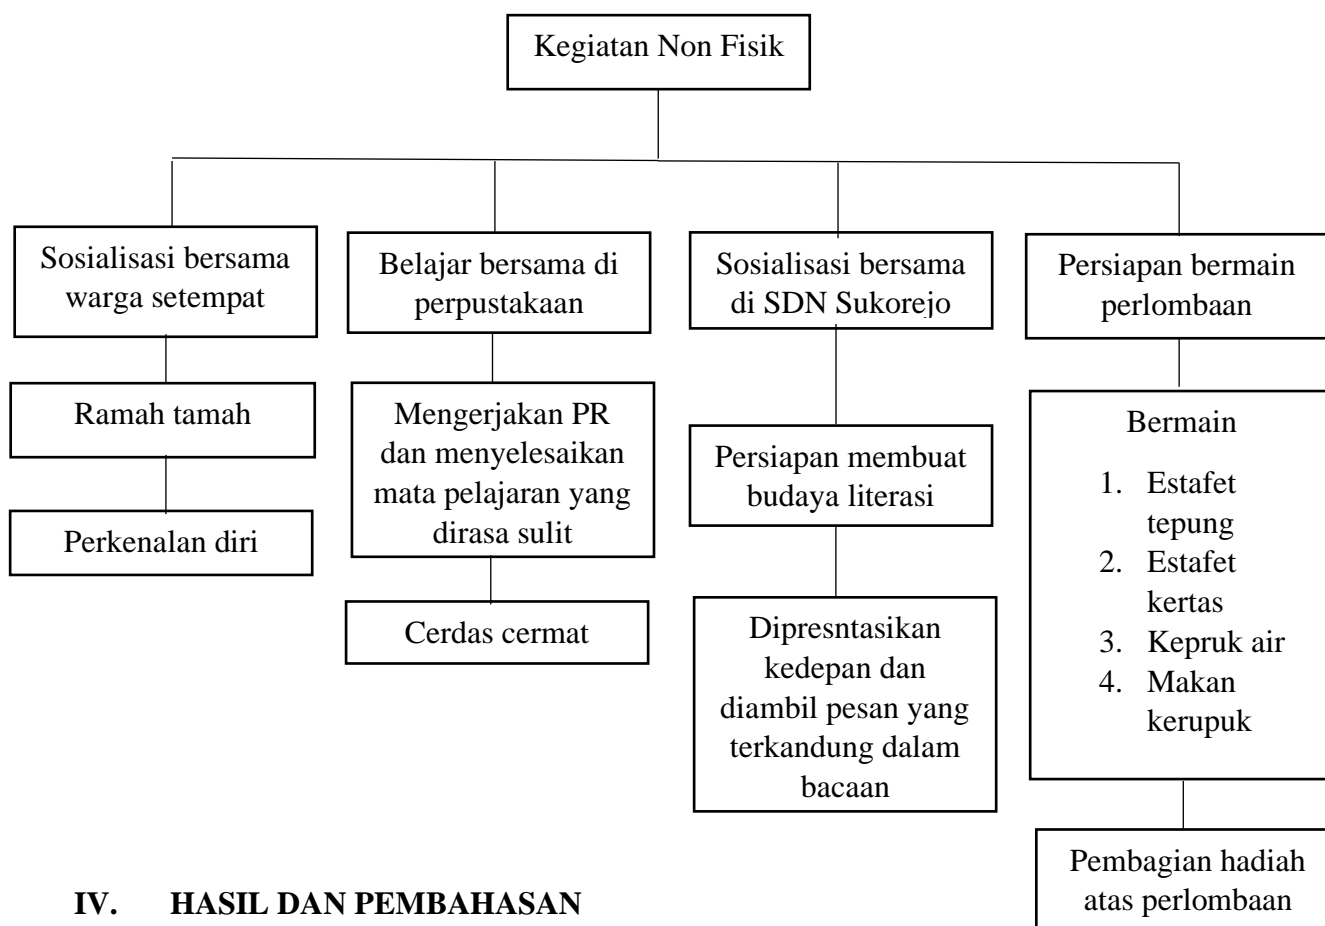 Kegiatan Non Fisik
Sosialisasi bersama
warga setempat
Ramah tamah
Perkenalan diri
Belajar bersama di
perpustakaan
Mengerjakan PR
dan menyelesaikan
mata pelajaran yang
dirasa sulit
Cerdas cermat
Sosialisasi bersama
di SDN Sukorejo
Persiapan membuat
budaya literasi
Dipresntasikan
kedepan dan
diambil pesan yang
terkandung dalam
bacaan
Persiapan bermain
perlombaan
Bermain
1. Estafet
tepung
2. Estafet
kertas
3. Kepruk air
4. Makan
kerupuk
Pembagian hadiah
atas perlombaan
IV. HASIL DAN PEMBAHASAN